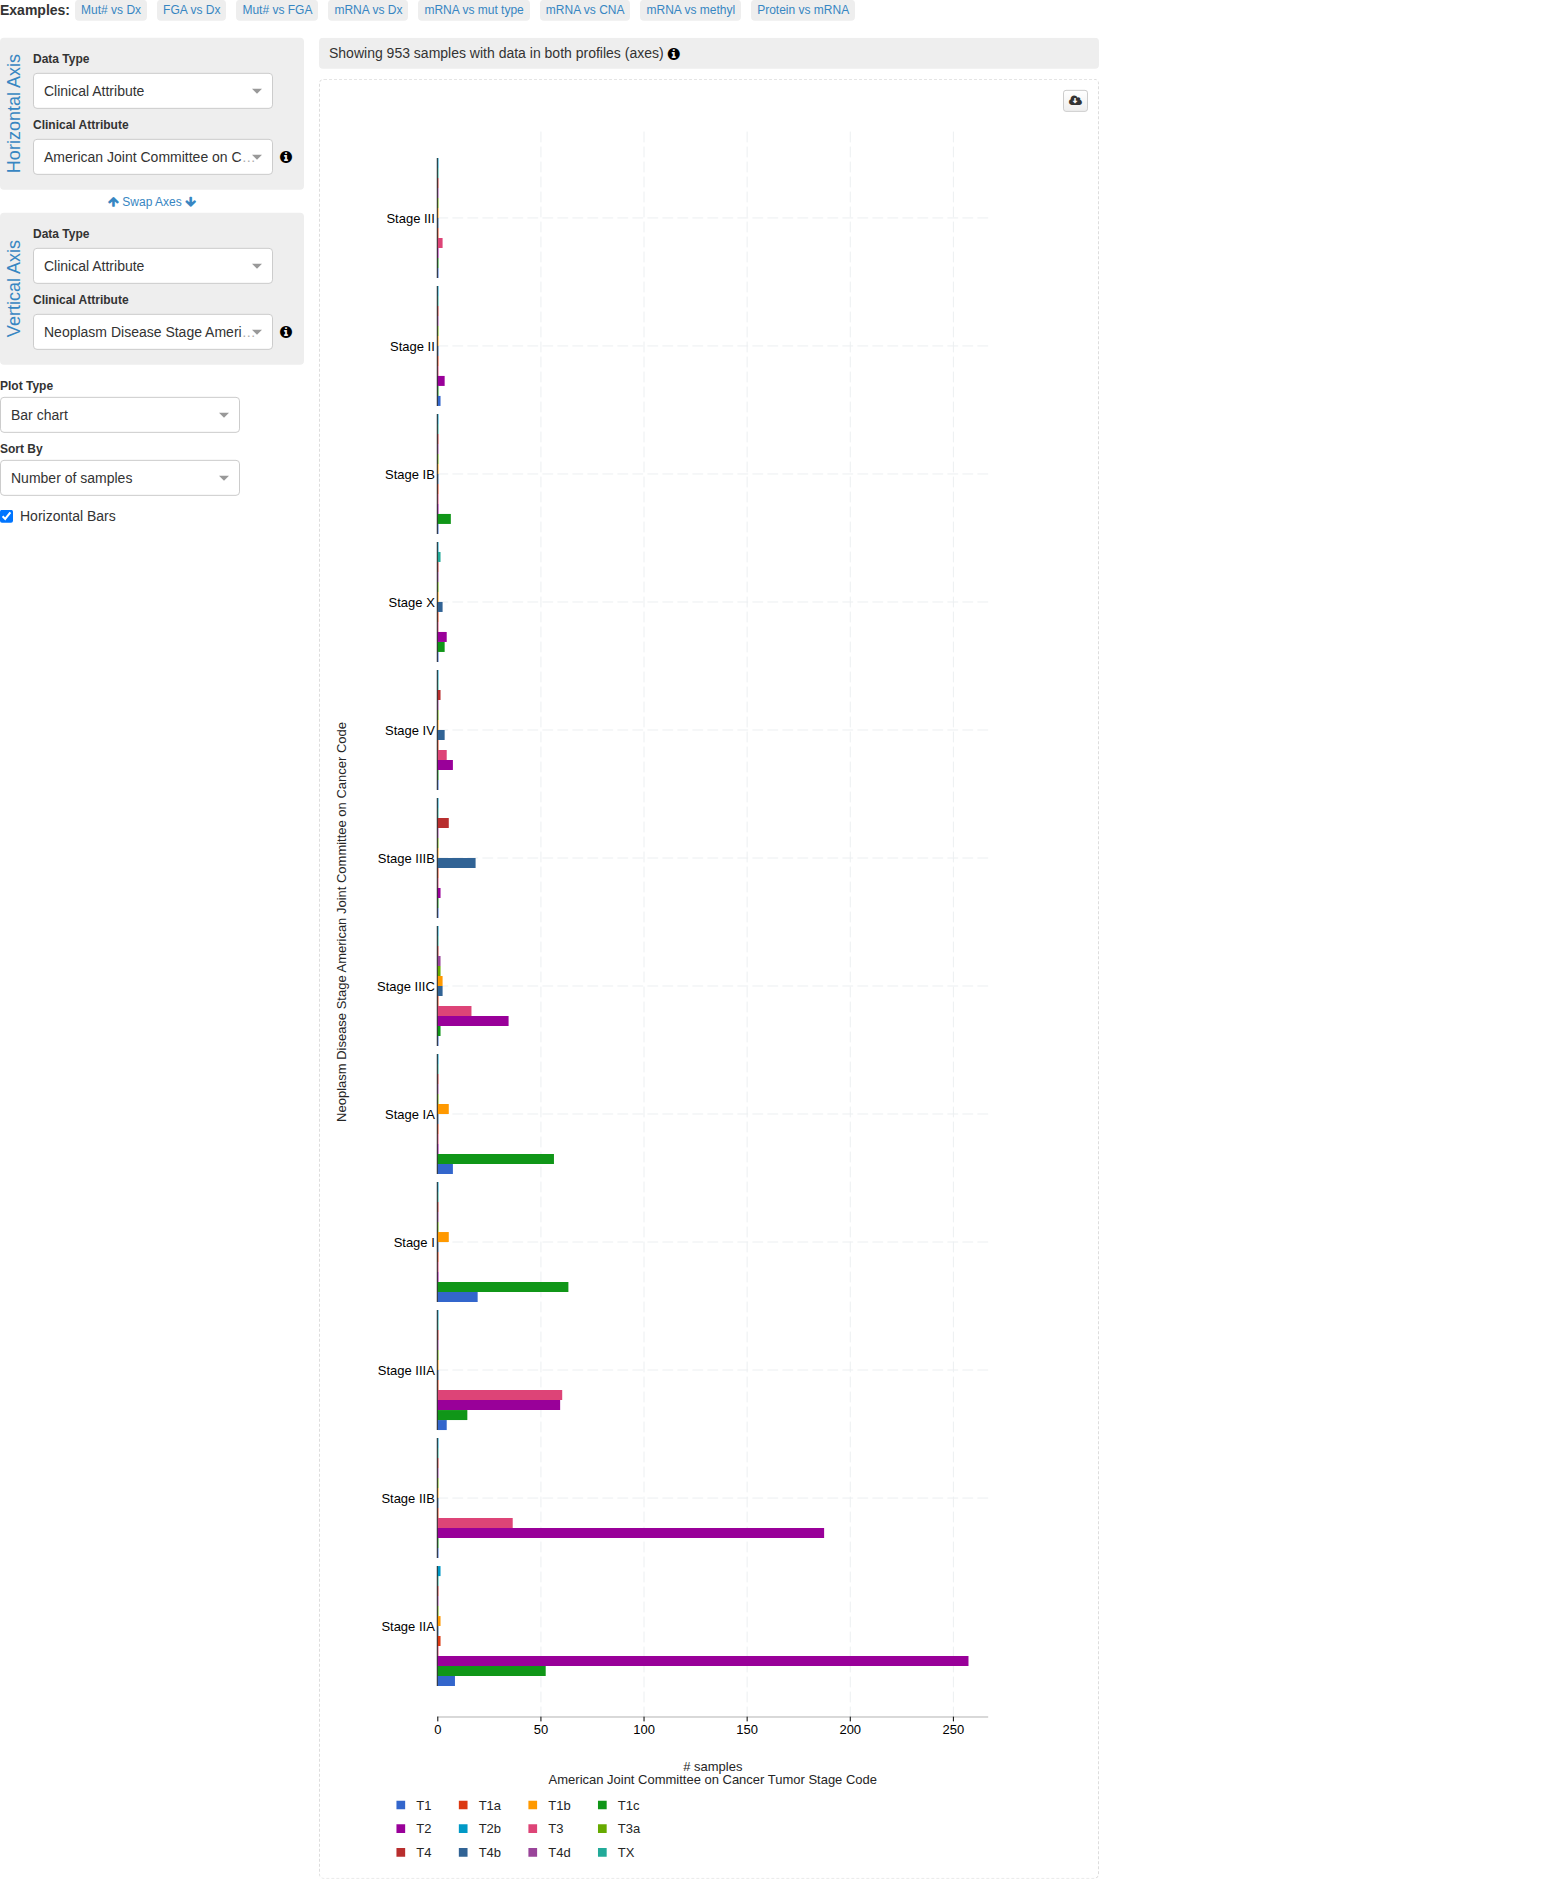 Examples: Mut# vs Dx FGA vs Dx Mut# vs FGA mRNA vs Dx mRNA vs mut type mRNA vs CNA mRNA vs methyl Protein vs mRNA
Horizontal Axis
Data Type
Clinical Attribute
Clinical Attribute
American Joint Committee on C...
Swap Axes
Vertical Axis
Data Type
Clinical Attribute
Clinical Attribute
Neoplasm Disease Stage Ameri...
Plot Type
Bar chart
Sort By
Number of samples
Horizontal Bars
Showing 953 samples with data in both profiles (axes)
Neoplasm Disease Stage American Joint Committee on Cancer Code
Stage III
Stage II
Stage IB
Stage X
Stage IV
Stage IIIB
Stage IIIC
Stage IA
Stage I
Stage IIIA
Stage IIB
Stage IIA
0 50 100 150 200 250
# samples
American Joint Committee on Cancer Tumor Stage Code
T1 T1a T1b T1c
T2 T2b T3 T3a
T4 T4b T4d TX